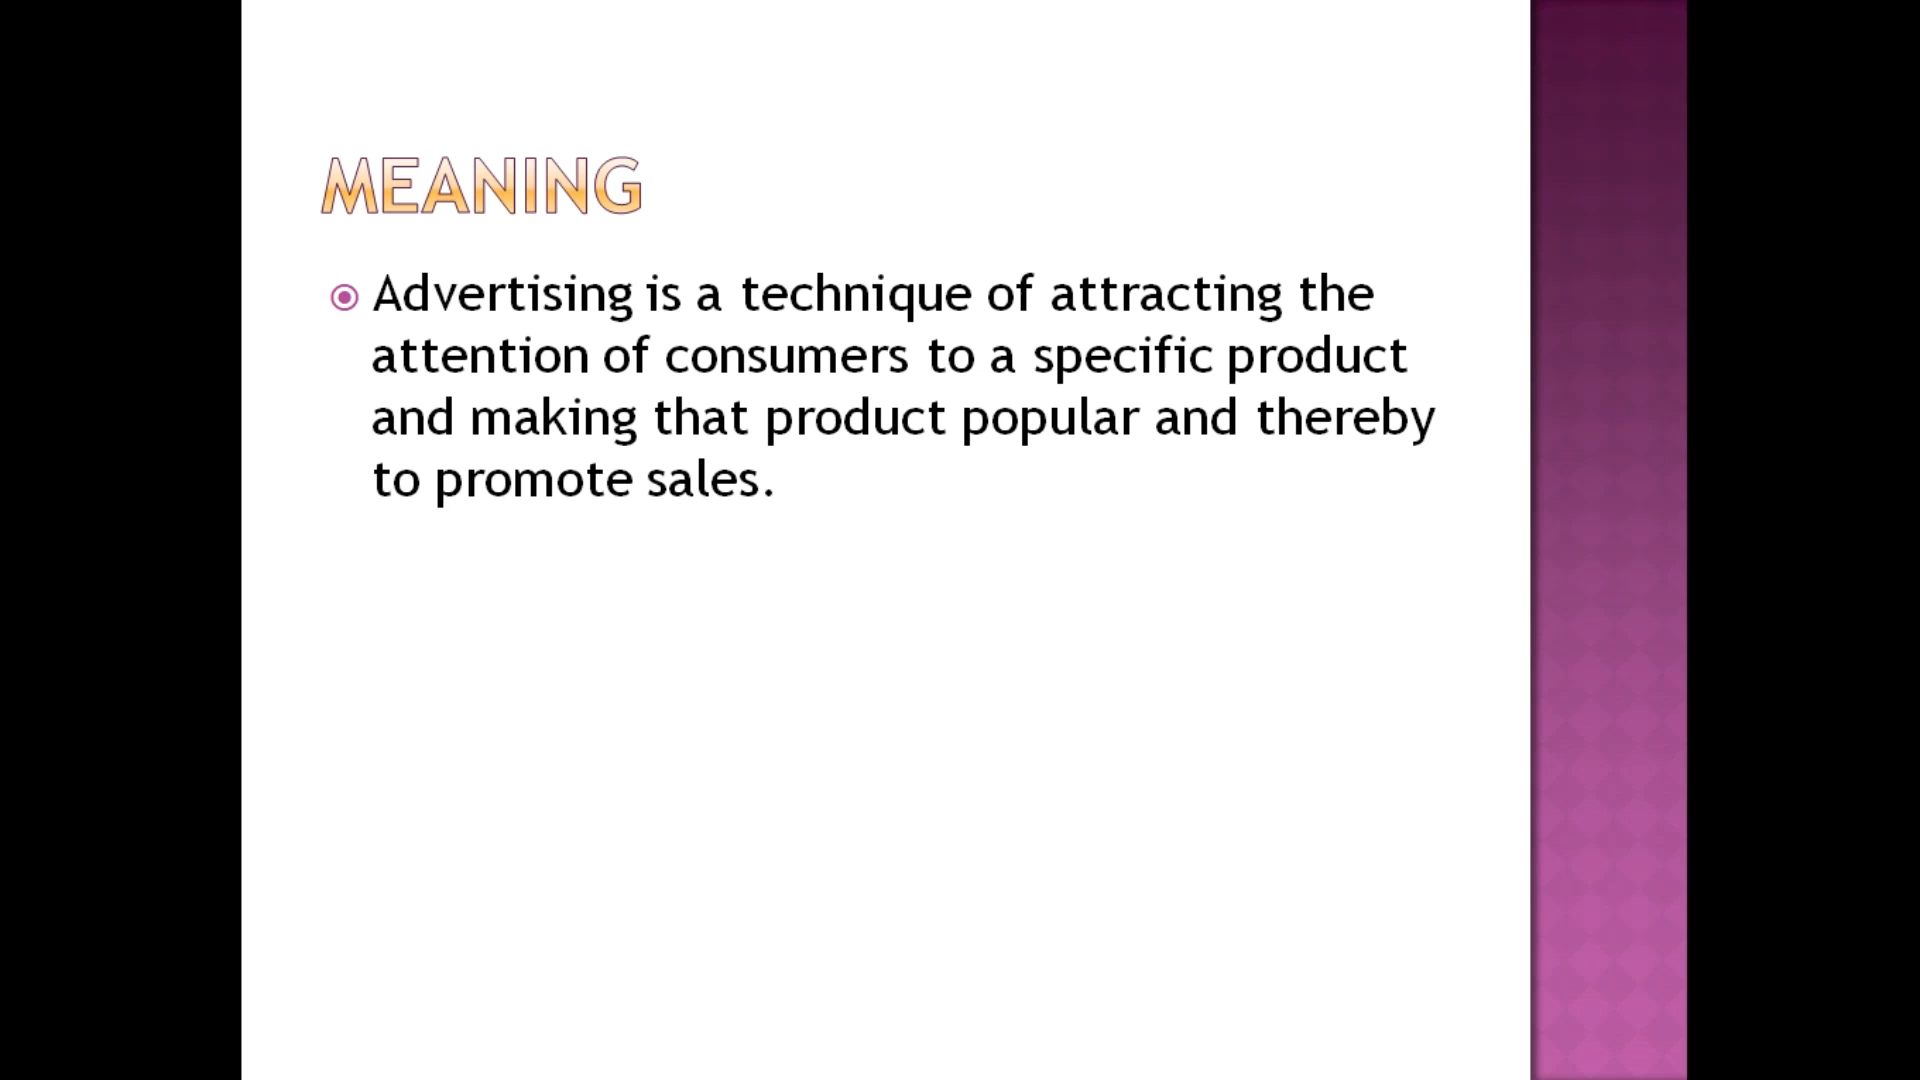 MEANING
Advertising is a technique of attracting the
attention of consumers to a specific product
and making that product popular and thereby
to promote sales.